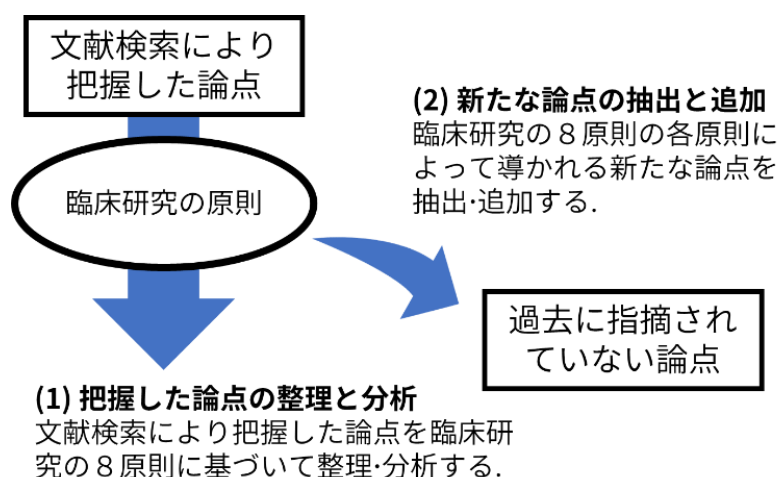 文献検索により
把握した論点
臨床研究の原則
(2) 新たな論点の抽出と追加
臨床研究の８原則の各原則に
よって導かれる新たな論点を
抽出･追加する.
過去に指摘され
ていない論点
(1) 把握した論点の整理と分析
文献検索により把握した論点を臨床研
究の８原則に基づいて整理･分析する.